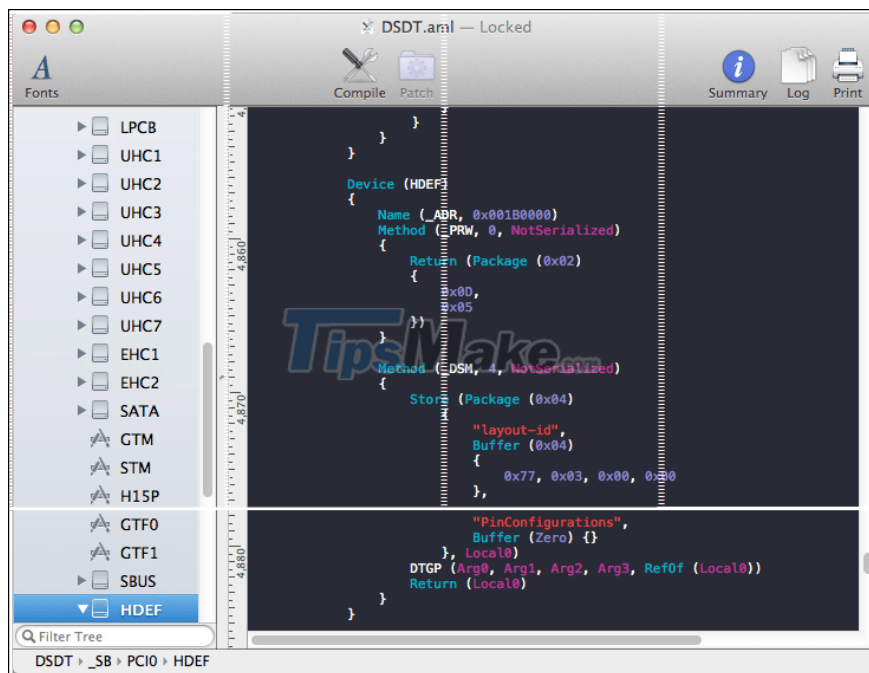 DSDT.aml — Locked
Fonts
Compile Patch
Summary Log Print
LPCB
UHC1
UHC2
UHC3
UHC4
UHC5
UHC6
UHC7
EHC1
EHC2
SATA
GTM
STM
H15P
GTF0
GTF1
SBUS
HDEF
Filter Tree
4,860
4,870
4,880
}
}
}
}
Device (HDEF)
{
Name (_ADR, 0x001B0000)
Method (_PRW, 0, NotSerialized)
{
Return (Package (0x02)
{
0x0D,
0x05
})
}
Method (_DSM, 4, NotSerialized)
{
Store (Package (0x04)
{
"layout-id",
Buffer (0x04)
{
0x77, 0x03, 0x00, 0x00
},
"PinConfigurations",
Buffer (Zero) {}
}, Local0)
DTGP (Arg0, Arg1, Arg2, Arg3, RefOf (Local0))
Return (Local0)
}
}
TipsMake.com
DSDT ▸ _SB ▸ PCI0 ▸ HDEF